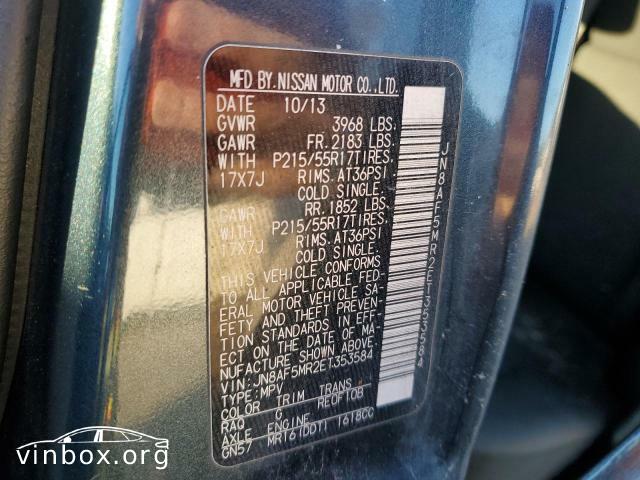 MFD BY NISSAN MOTOR CO.,LTD.
DATE 10/13
GVWR 3968 LBS.
GAWR FR. 2183 LBS.
WITH P215/55R17TIRES.
17X7J RIMS. AT36PSI
COLD SINGLE.
GAWR RR. 1852 LBS.
WITH P215/55R17TIRES.
17X7J RIMS. AT36PSI
COLD SINGLE.
THIS VEHICLE CONFORMS
TO ALL APPLICABLE FED-
ERAL MOTOR VEHICLE SA-
FETY AND THEFT PREVEN-
TION STANDARDS IN EFF-
ECT ON THE DATE OF MA-
NUFACTURE SHOWN ABOVE.
VIN: JN8AF5MR2ET353584
TYPE: MPV
COLOR TRIM TRANS
RAQ G RE0F10B
AXLE ENGINE
GN57 MR16(DDT) 1618CC
JN8AF5MR2ET353584
vinbox.org